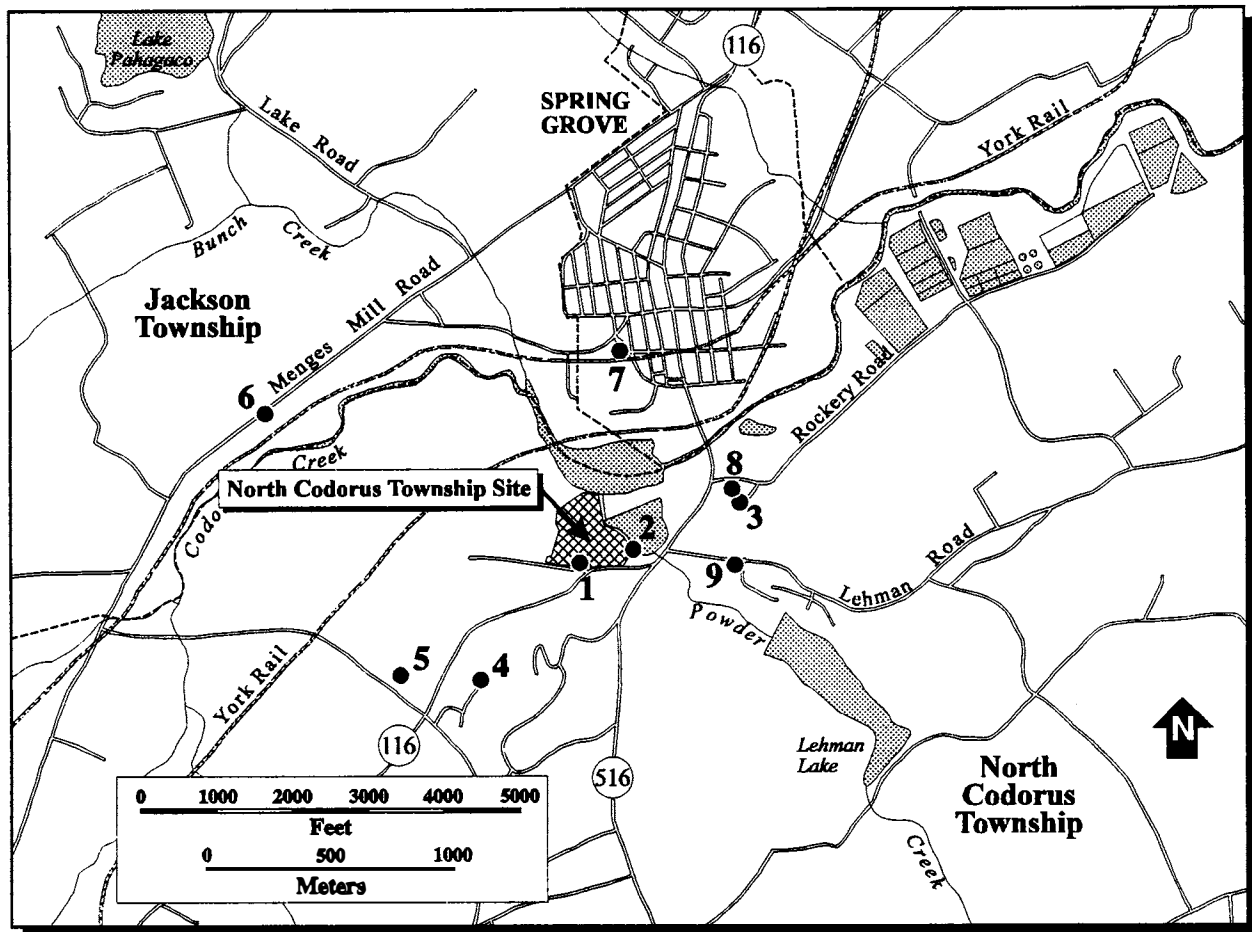 Lake
Pahagaco
116
SPRING
GROVE
Lake Road
York Rail
Bunch
Creek
Jackson
Township
Menges Mill Road
6
7
Rockery Road
Creek
North Codorus Township Site
8
3
2
1
9
Lehman Road
Powder
5
4
York Rail
N
116
516
Lehman
Lake
North
Codorus
Township
0 1000 2000 3000 4000 5000
Feet
0 500 1000
Meters
Creek